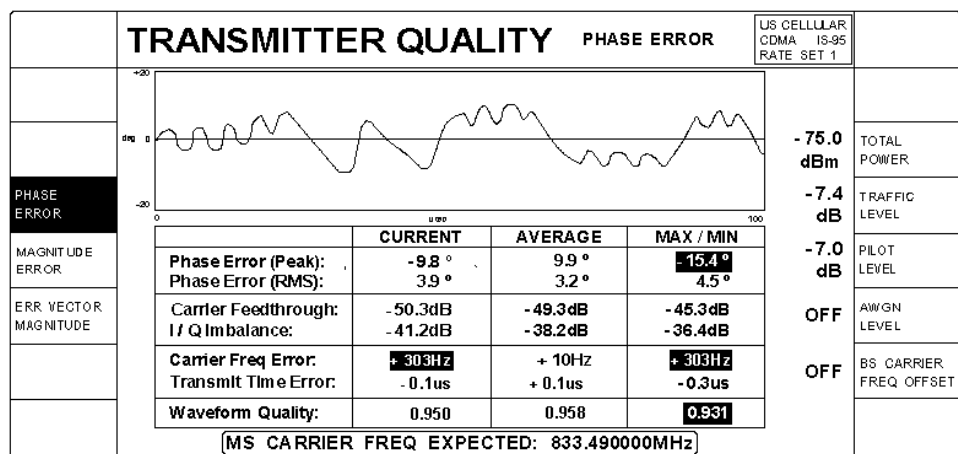 TRANSMITTER QUALITY PHASE ERROR
US CELLULAR
CDMA IS-95
RATE SET 1
+20
deg 0
-20
0 usec 100
PHASE
ERROR
MAGNITUDE
ERROR
ERR VECTOR
MAGNITUDE
CURRENT AVERAGE MAX / MIN
Phase Error (Peak): -9.8 ° 9.9 ° - 15.4 °
Phase Error (RMS): 3.9 ° 3.2 ° 4.5 °
Carrier Feedthrough: -50.3dB -49.3dB -45.3dB
I / Q Imbalance: -41.2dB -38.2dB -36.4dB
Carrier Freq Error: + 303Hz + 10Hz + 303Hz
Transmit Time Error: - 0.1us + 0.1us - 0.3us
Waveform Quality: 0.950 0.958 0.931
MS CARRIER FREQ EXPECTED: 833.490000MHz
- 75.0
dBm
TOTAL
POWER
-7.4
dB
TRAFFIC
LEVEL
-7.0
dB
PILOT
LEVEL
OFF
AWGN
LEVEL
OFF
BS CARRIER
FREQ OFFSET